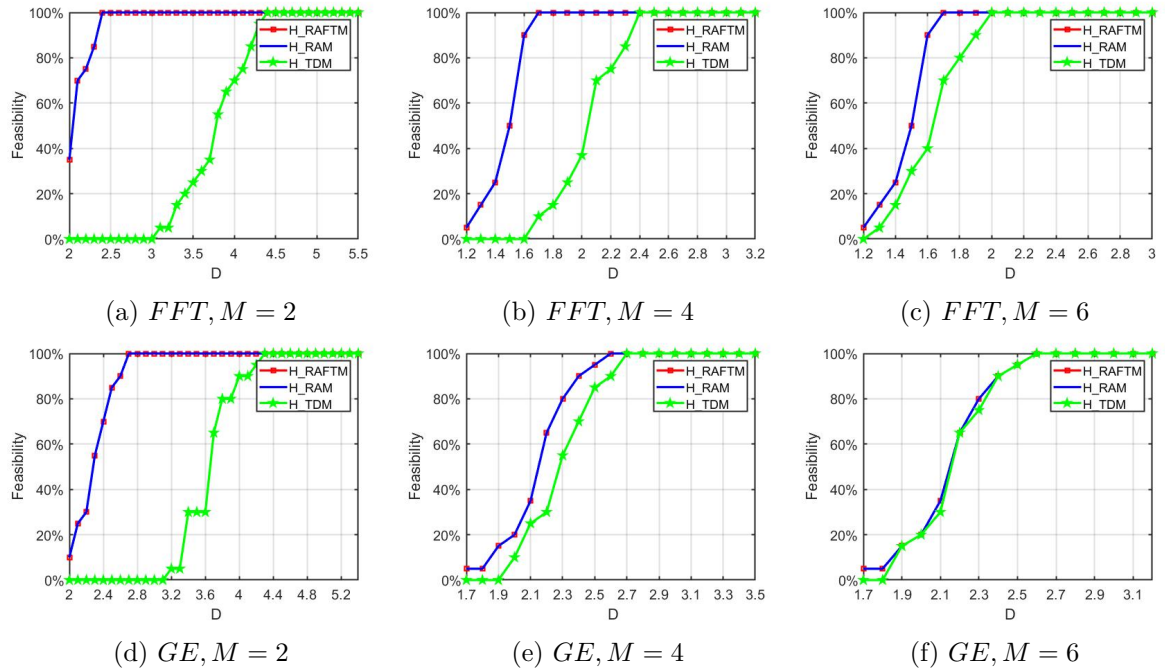 100%
80%
60%
40%
20%
0%
Feasibility
H_RAFTM
H_RAM
H_TDM
2 2.5 3 3.5 4 4.5 5 5.5
D
(a) FFT, M = 2
100%
80%
60%
40%
20%
0%
Feasibility
H_RAFTM
H_RAM
H_TDM
1.2 1.4 1.6 1.8 2 2.2 2.4 2.6 2.8 3 3.2
D
(b) FFT, M = 4
100%
80%
60%
40%
20%
0%
Feasibility
H_RAFTM
H_RAM
H_TDM
1.2 1.4 1.6 1.8 2 2.2 2.4 2.6 2.8 3
D
(c) FFT, M = 6
100%
80%
60%
40%
20%
0%
Feasibility
H_RAFTM
H_RAM
H_TDM
2 2.4 2.8 3.2 3.6 4 4.4 4.8 5.2
D
(d) GE, M = 2
100%
80%
60%
40%
20%
0%
Feasibility
H_RAFTM
H_RAM
H_TDM
1.7 1.9 2.1 2.3 2.5 2.7 2.9 3.1 3.3 3.5
D
(e) GE, M = 4
100%
80%
60%
40%
20%
0%
Feasibility
H_RAFTM
H_RAM
H_TDM
1.7 1.9 2.1 2.3 2.5 2.7 2.9 3.1
D
(f) GE, M = 6